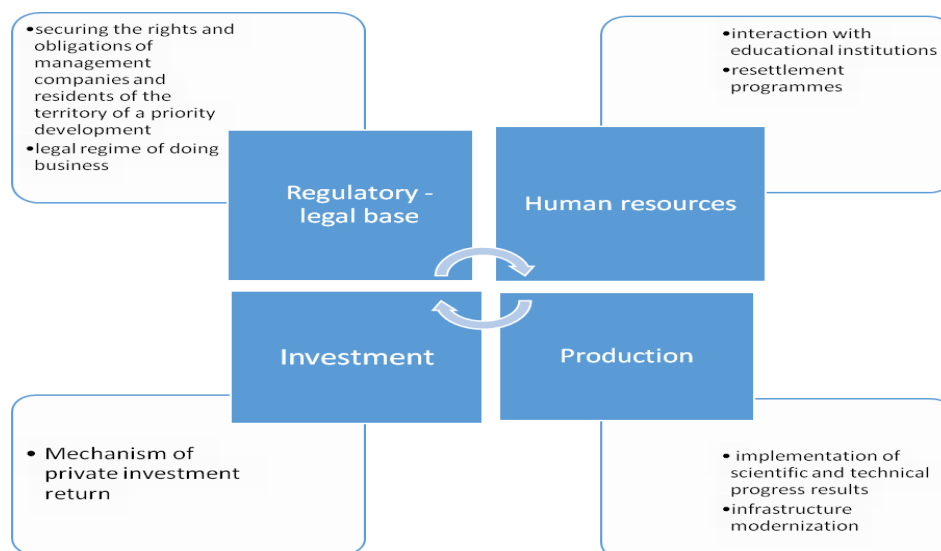 •securing the rights and
obligations of
management
companies and
residents of the
territory of a priority
development
•legal regime of doing
business
•interaction with
educational institutions
•resettlement
programmes
Regulatory -
legal base
Human resources
Investment
Production
• Mechanism of
private investment
return
• implementation of
scientific and technical
progress results
•infrastructure
modernization